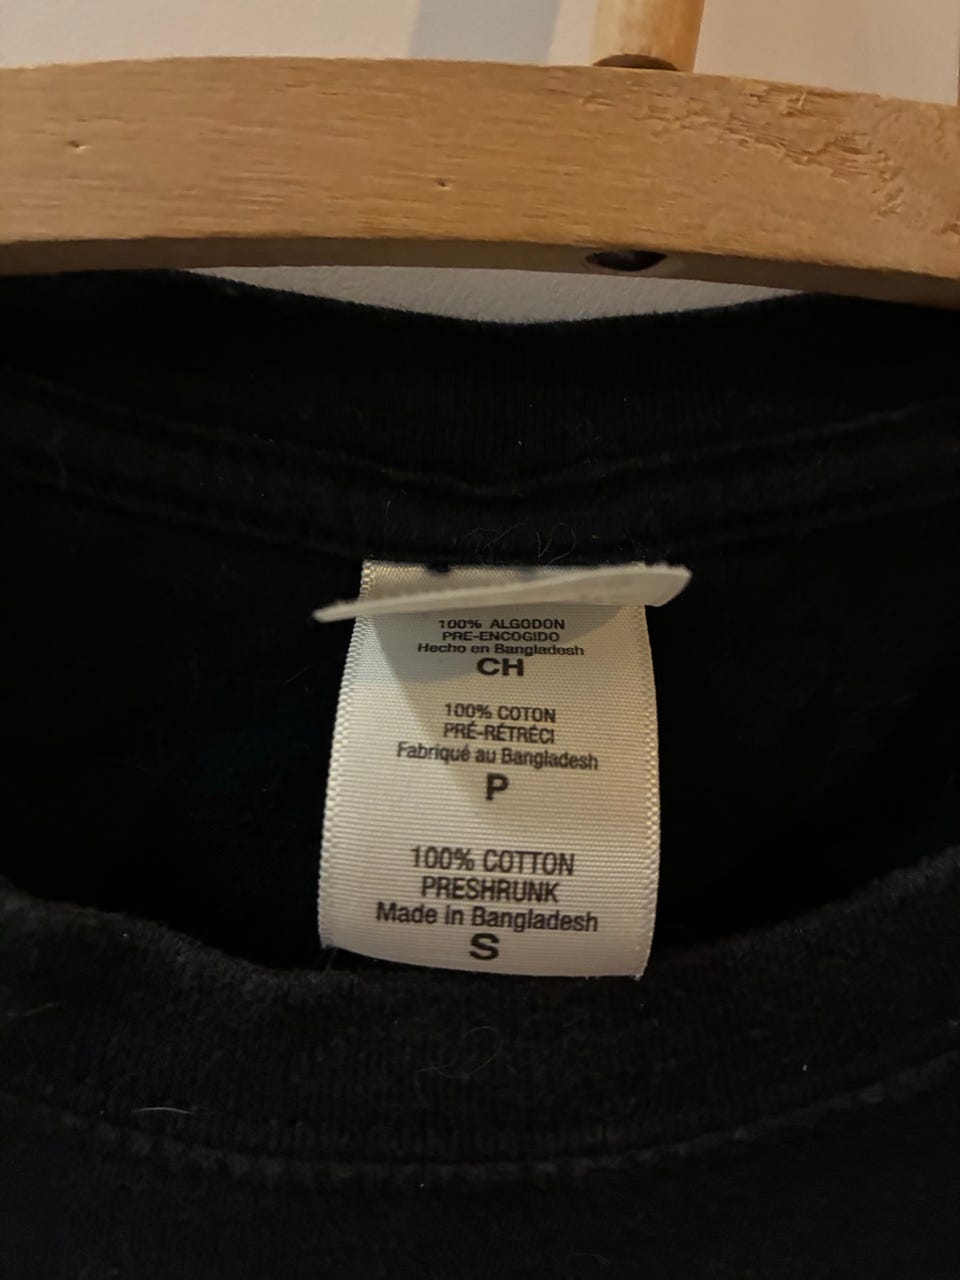 100% ALGODON
PRE-ENCOGIDO
Hecho en Bangladesh
CH
100% COTON
PRÉ-RÉTRÉCI
Fabriqué au Bangladesh
P
100% COTTON
PRESHRUNK
Made in Bangladesh
S